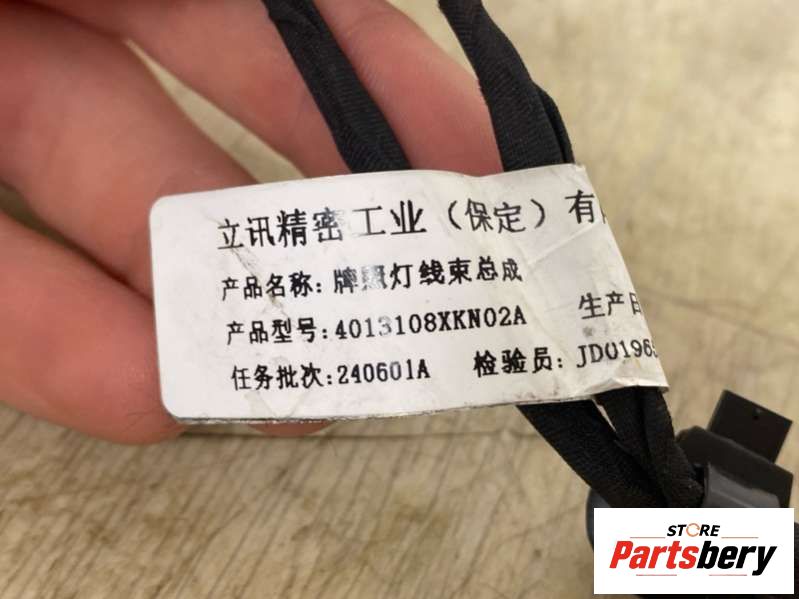 立讯精密工业（保定）有
产品名称: 牌照灯线束总成
产品型号:4013108XKN02A 生产日
任务批次:240601A 检验员: JD0196
STORE
Partsbery